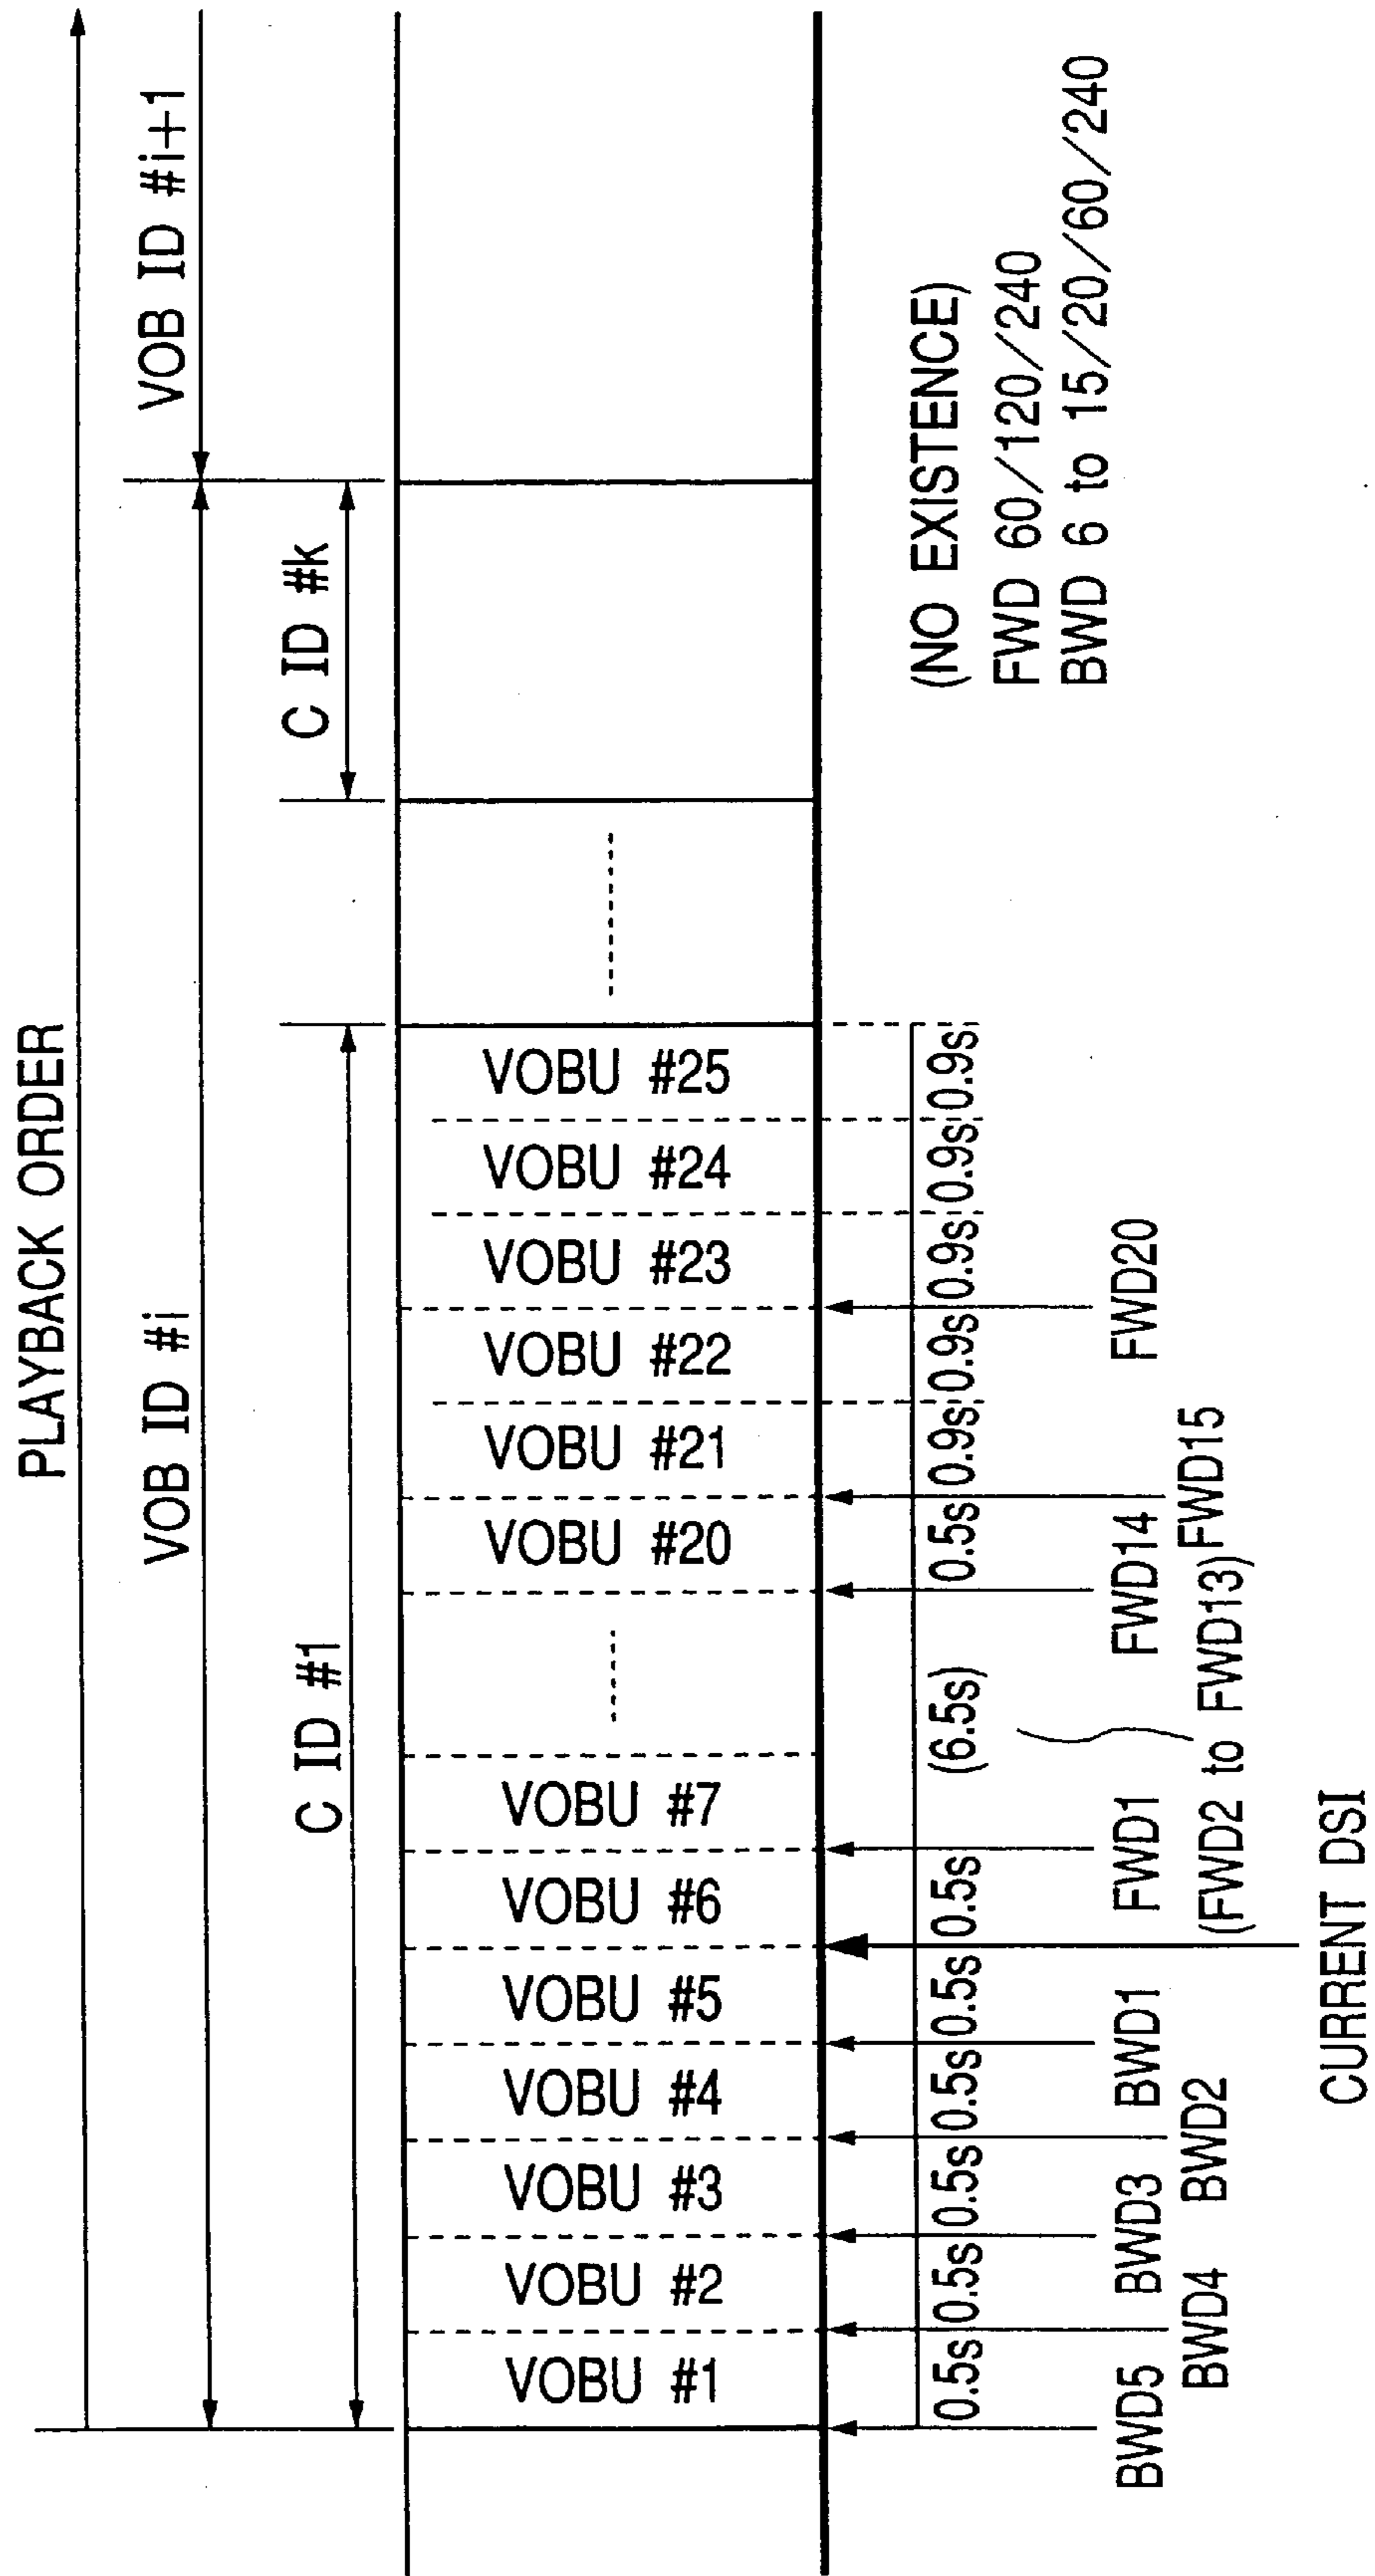 PLAYBACK ORDER
VOB ID #i
VOB ID #i+1
C ID #1
C ID #k
VOBU #1
VOBU #2
VOBU #3
VOBU #4
VOBU #5
VOBU #6
VOBU #7
VOBU #20
VOBU #21
VOBU #22
VOBU #23
VOBU #24
VOBU #25
0.5s 0.5s 0.5s 0.5s 0.5s 0.5s (6.5s) 0.5s 0.9s 0.9s 0.9s 0.9s 0.9s
(NO EXISTENCE)
FWD 60/120/240
BWD 6 to 15/20/60/240
BWD5 BWD3 BWD1 FWD1 FWD14 FWD20
BWD4 BWD2 (FWD2 to FWD13) FWD15
CURRENT DSI